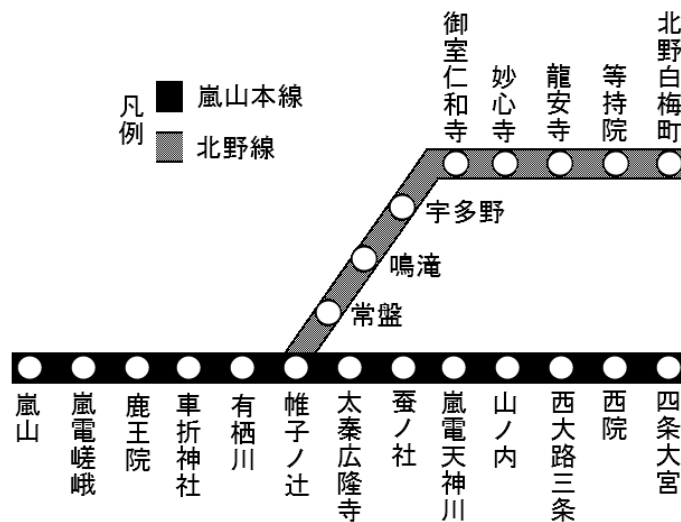 凡例
嵐山本線
北野線
御室仁和寺
妙心寺
龍安寺
等持院
北野白梅町
宇多野
鳴滝
常盤
嵐山
嵐電嵯峨
鹿王院
車折神社
有栖川
帷子ノ辻
太秦広隆寺
蚕ノ社
嵐電天神川
山ノ内
西大路三条
西院
四条大宮